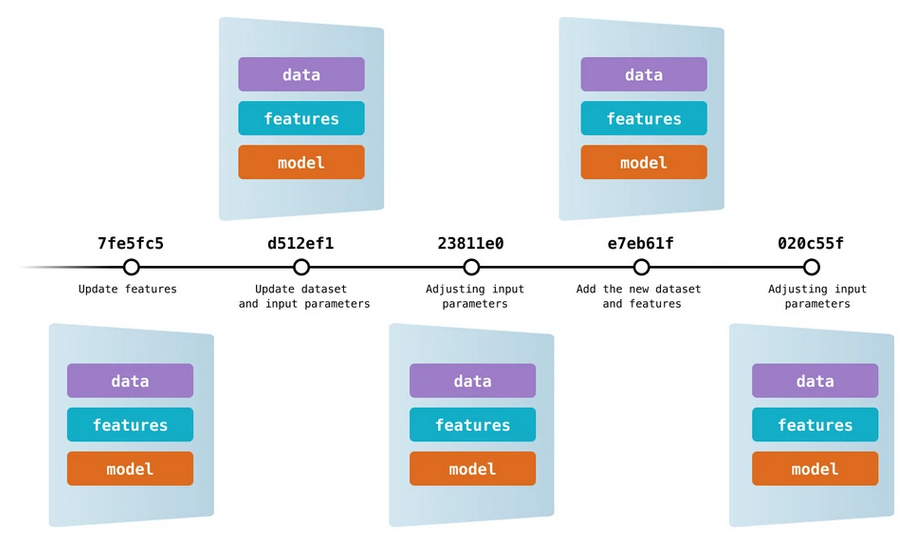 data
features
model
data
features
model
7fe5fc5
d512ef1
23811e0
e7eb61f
020c55f
Update features
Update dataset
and input parameters
Adjusting input
parameters
Add the new dataset
and features
Adjusting input
parameters
data
features
model
data
features
model
data
features
model